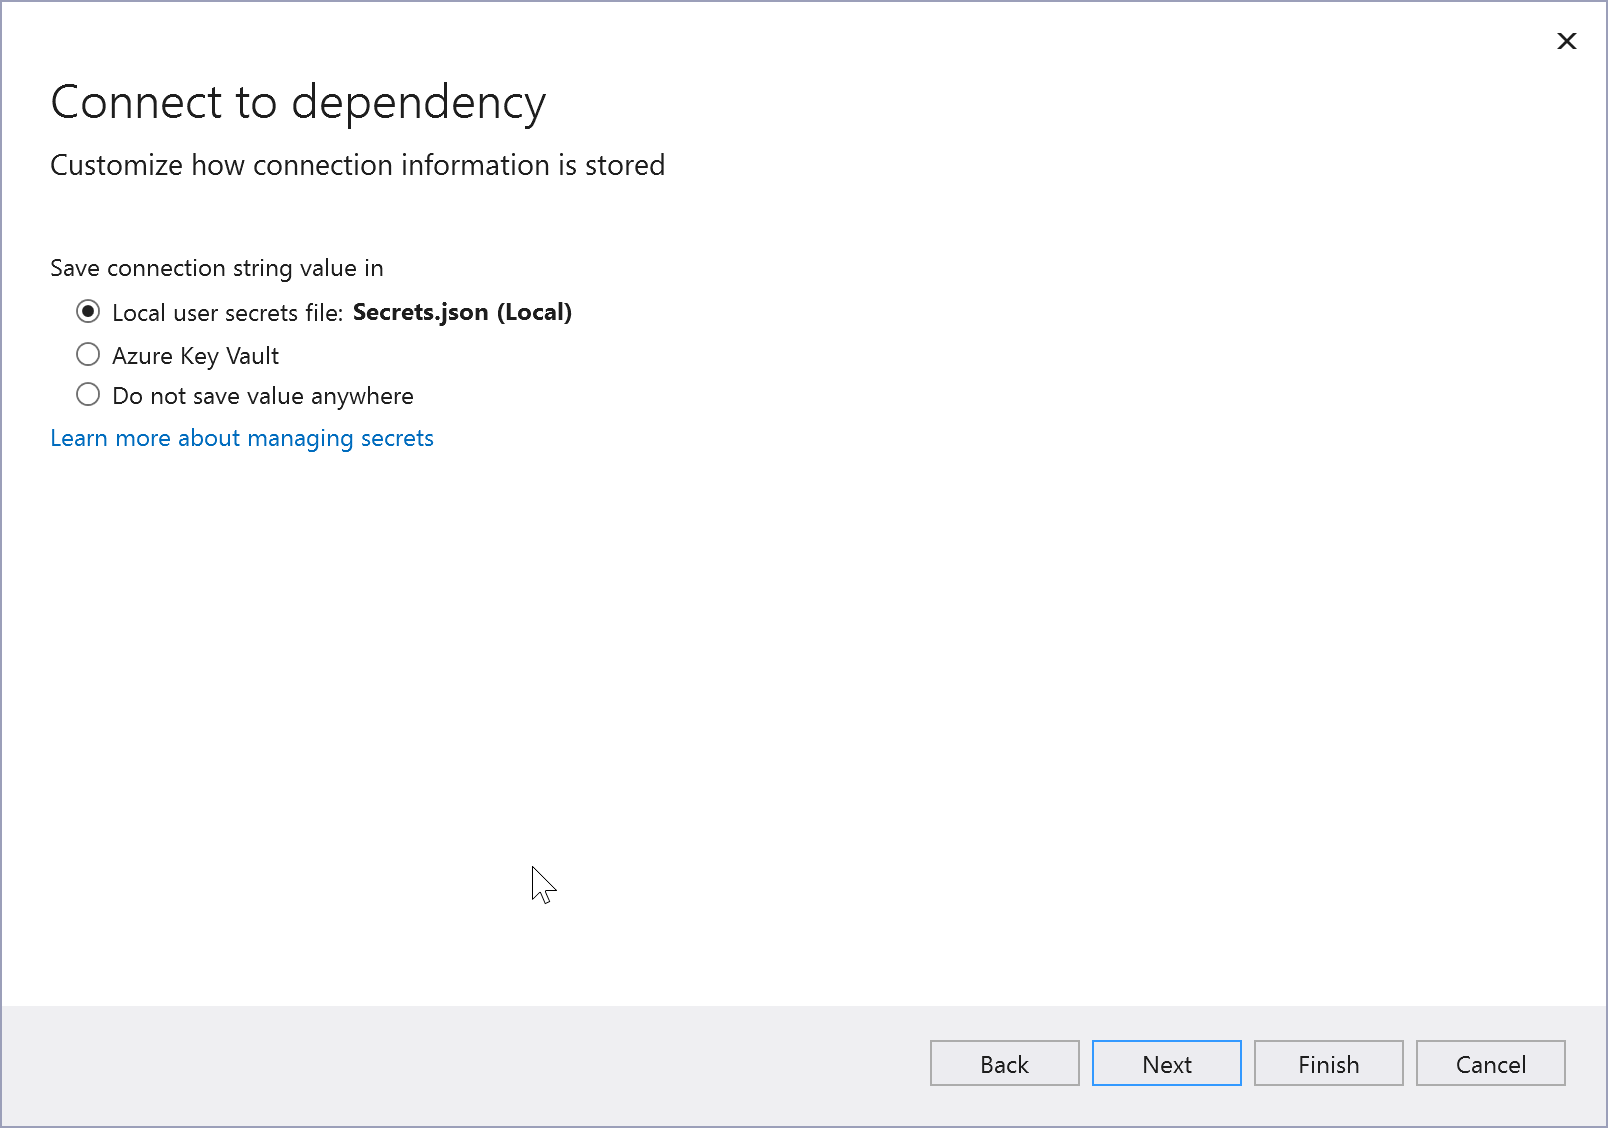 Connect to dependency
Customize how connection information is stored
Save connection string value in
Local user secrets file: Secrets.json (Local)
Azure Key Vault
Do not save value anywhere
Learn more about managing secrets
Back Next Finish Cancel